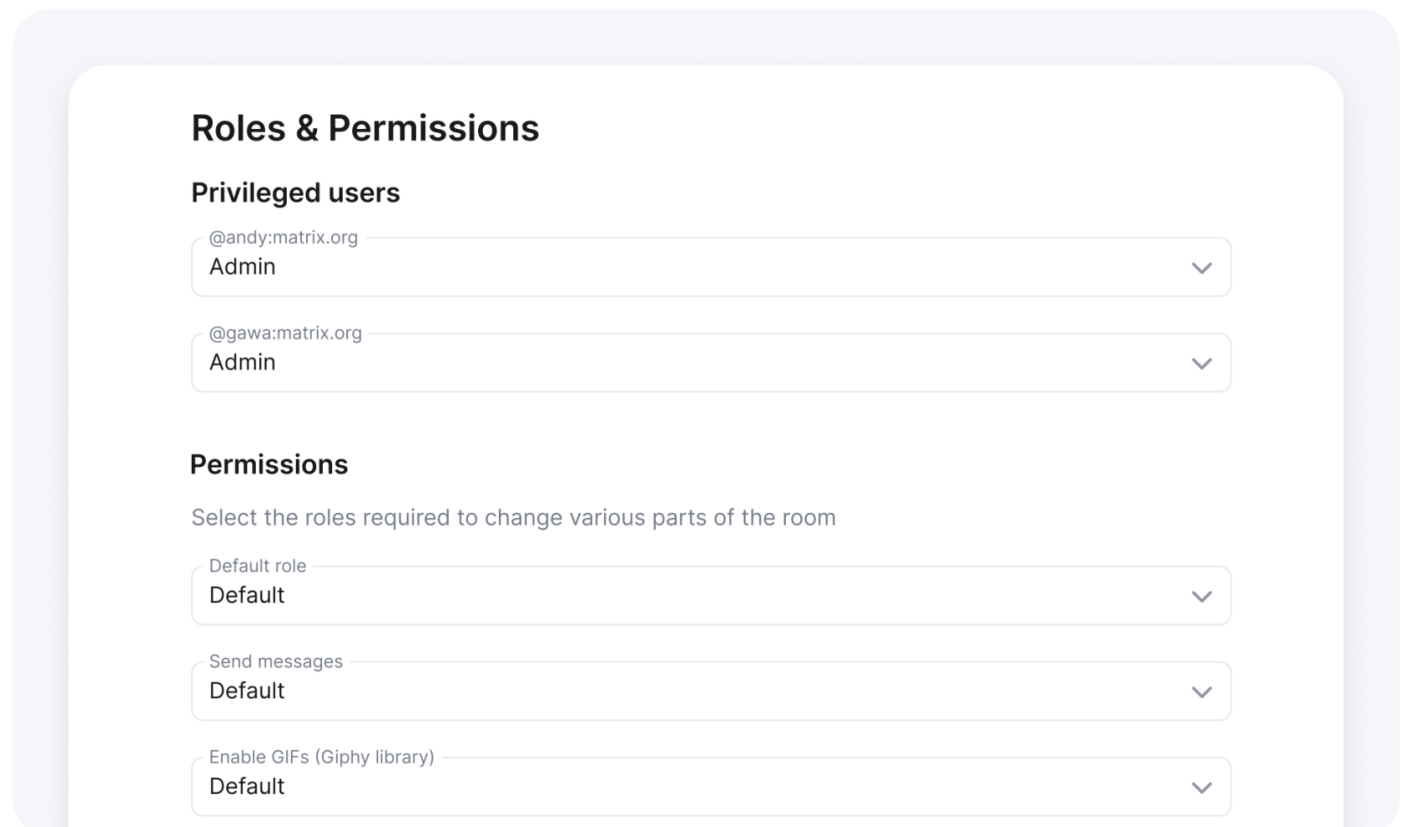 Roles & Permissions
Privileged users
@andy:matrix.org
Admin
@gawa:matrix.org
Admin
Permissions
Select the roles required to change various parts of the room
Default role
Default
Send messages
Default
Enable GIFs (Giphy library)
Default